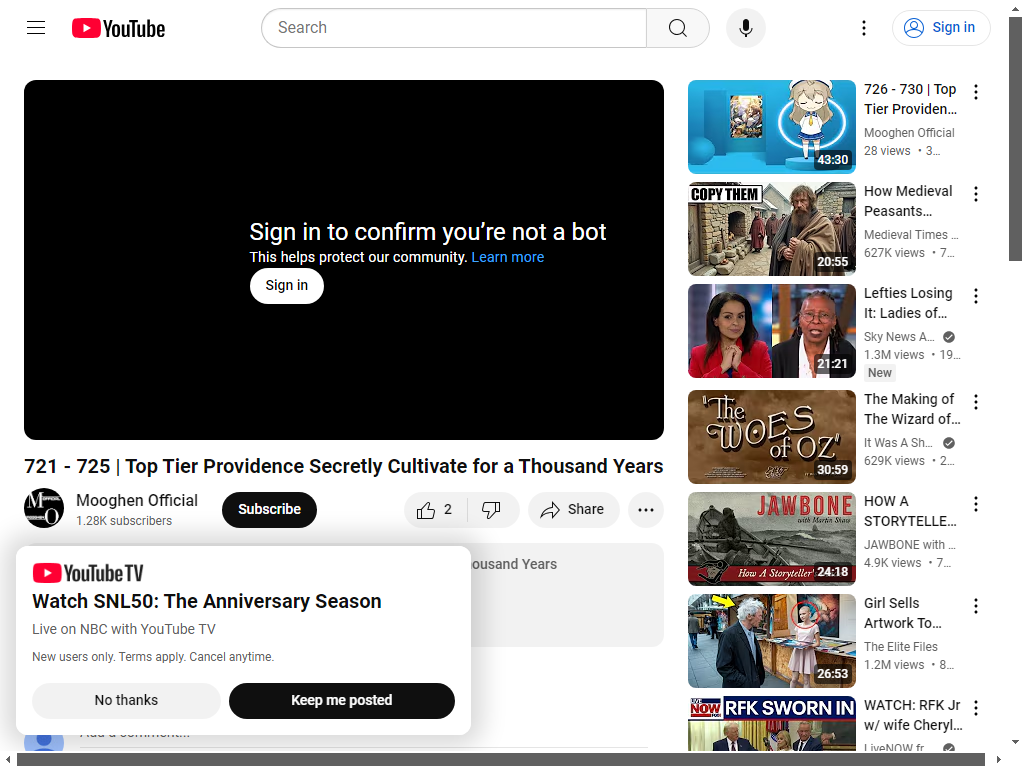 YouTube
Search
Sign in
Sign in to confirm you're not a bot
This helps protect our community. Learn more
Sign in
721 - 725 | Top Tier Providence Secretly Cultivate for a Thousand Years
Mooghen Official
1.28K subscribers
Subscribe
2
Share
ousand Years
YouTube TV
Watch SNL50: The Anniversary Season
Live on NBC with YouTube TV
New users only. Terms apply. Cancel anytime.
No thanks
Keep me posted
Add a comment...
43:30
726 - 730 | Top
Tier Providen...
Mooghen Official
28 views • 3...
COPY THEM
20:55
How Medieval
Peasants...
Medieval Times ...
627K views • 7...
21:21
Lefties Losing
It: Ladies of...
Sky News A...
1.3M views • 19...
New
"The
WOES
of OZ"
30:59
The Making of
The Wizard of...
It Was A Sh...
629K views • 2...
JAWBONE
with Martin Shaw
How A Storyteller
24:18
HOW A
STORYTELLE...
JAWBONE with ...
4.9K views • 7...
26:53
Girl Sells
Artwork To...
The Elite Files
1.2M views • 8...
LIVE NOW FOX
RFK SWORN IN
WATCH: RFK Jr
w/ wife Cheryl...
LiveNOW fr...